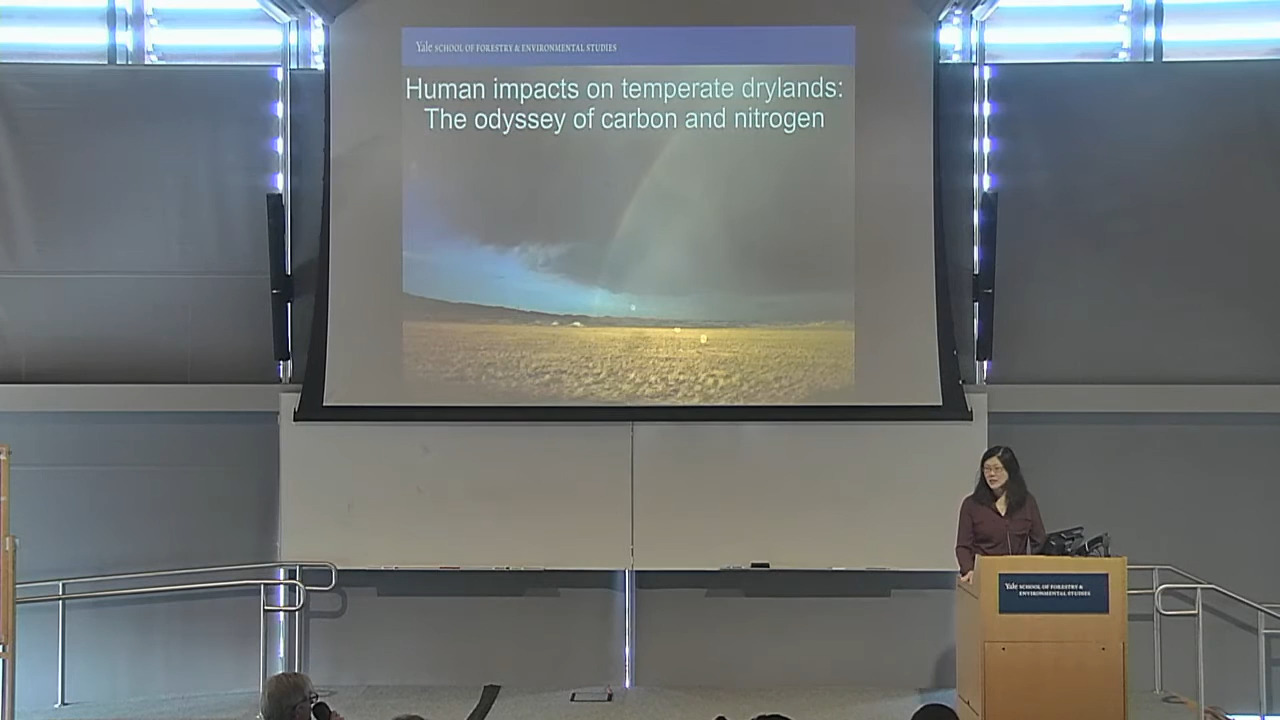 Yale SCHOOL OF FORESTRY & ENVIRONMENTAL STUDIES
Human impacts on temperate drylands:
The odyssey of carbon and nitrogen
Yale SCHOOL OF FORESTRY &
ENVIRONMENTAL STUDIES